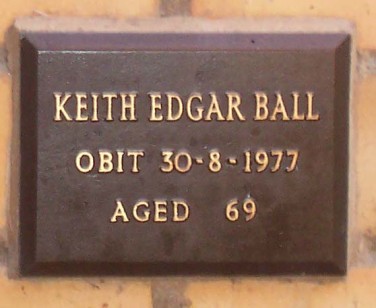 KEITH EDGAR BALL
OBIT 30-8-1977
AGED 69